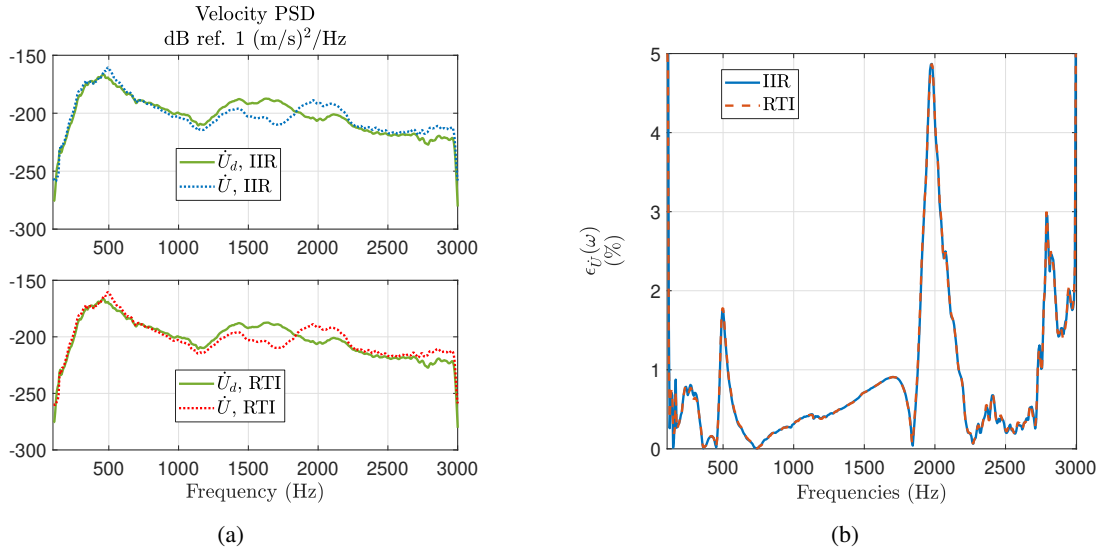 Velocity PSD
dB ref. 1 (m/s)²/Hz
-150
-200
-250
-300
U̇_d, IIR
U̇, IIR
500 1000 1500 2000 2500 3000
-150
-200
-250
-300
U̇_d, RTI
U̇, RTI
500 1000 1500 2000 2500 3000
Frequency (Hz)
(a)
5
4
3
2
1
0
ϵ_U̇(ω)
(%)
IIR
RTI
500 1000 1500 2000 2500 3000
Frequencies (Hz)
(b)